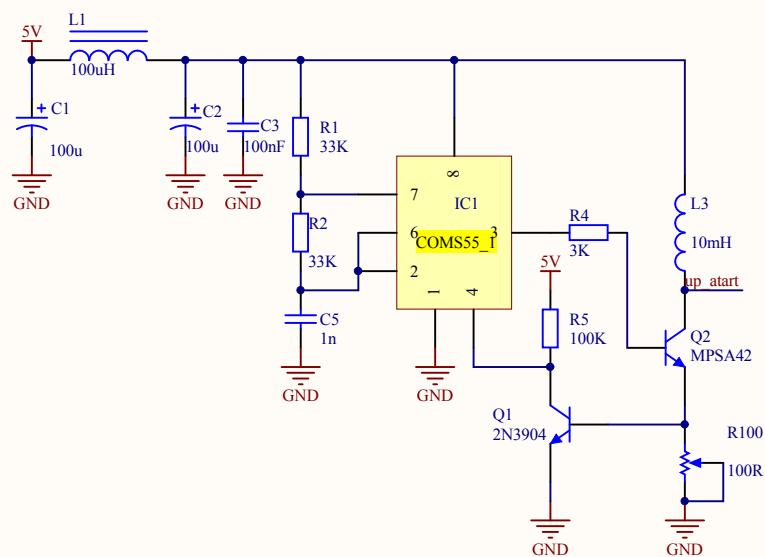 L1
5V
100uH
C1
100u
C2
100u
C3
100nF
R1
33K
GND
GND
GND
8
7
IC1
L3
R2
6
COMS55_1
3
R4
3K
10mH
33K
2
5V
up_atart
1
4
C5
1n
R5
100K
Q2
MPSA42
GND
GND
Q1
2N3904
R100
100R
GND
GND